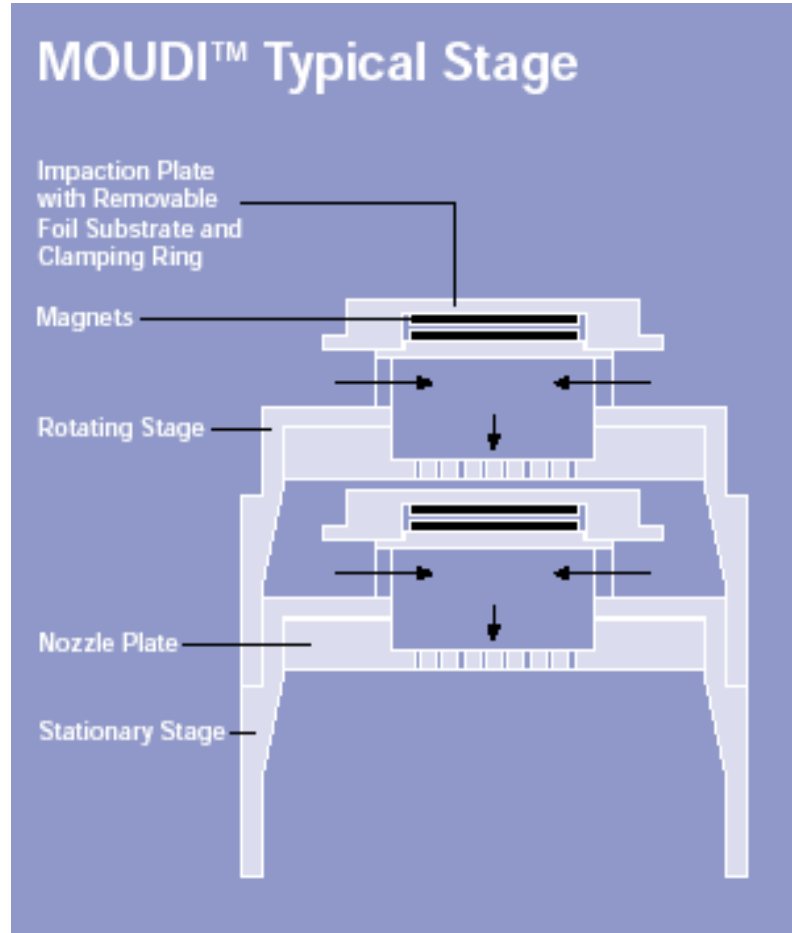 MOUDI™ Typical Stage
Impaction Plate
with Removable
Foil Substrate and
Clamping Ring
Magnets
Rotating Stage
Nozzle Plate
Stationary Stage